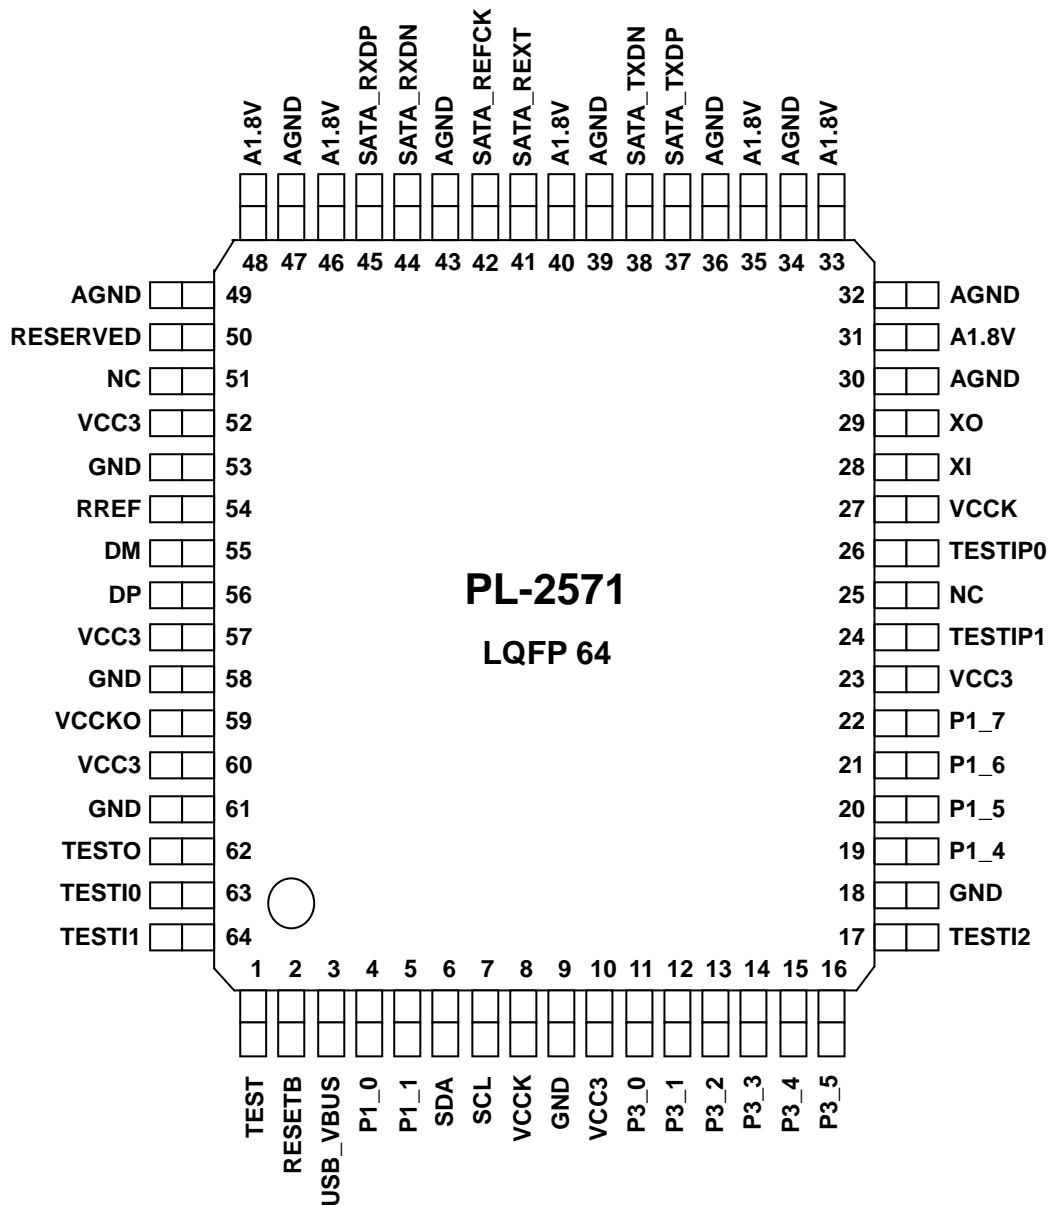 A1.8V AGND A1.8V SATA_RXDP SATA_RXDN AGND SATA_REFCK SATA_REXT A1.8V AGND SATA_TXDN SATA_TXDP AGND A1.8V AGND A1.8V
48 47 46 45 44 43 42 41 40 39 38 37 36 35 34 33
AGND 49 32 AGND
RESERVED 50 31 A1.8V
NC 51 30 AGND
VCC3 52 29 XO
GND 53 28 XI
RREF 54 27 VCCK
DM 55 26 TESTIP0
DP 56 25 NC
PL-2571
VCC3 57 24 TESTIP1
LQFP 64
GND 58 23 VCC3
VCCKO 59 22 P1_7
VCC3 60 21 P1_6
GND 61 20 P1_5
TESTO 62 19 P1_4
TESTI0 63 18 GND
TESTI1 64 17 TESTI2
1 2 3 4 5 6 7 8 9 10 11 12 13 14 15 16
TEST RESETB USB_VBUS P1_0 P1_1 SDA SCL VCCK GND VCC3 P3_0 P3_1 P3_2 P3_3 P3_4 P3_5